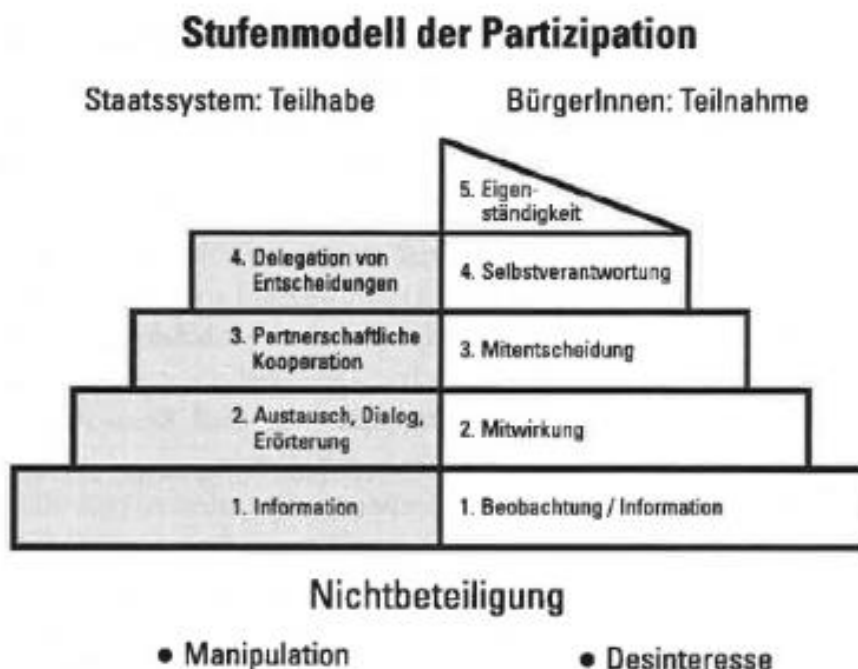 Stufenmodell der Partizipation
Staatssystem: Teilhabe
BürgerInnen: Teilnahme
5. Eigen-
ständigkeit
4. Delegation von
Entscheidungen
4. Selbstverantwortung
3. Partnerschaftliche
Kooperation
3. Mitentscheidung
2. Austausch, Dialog,
Erörterung
2. Mitwirkung
1. Information
1. Beobachtung / Information
Nichtbeteiligung
• Manipulation
• Desinteresse